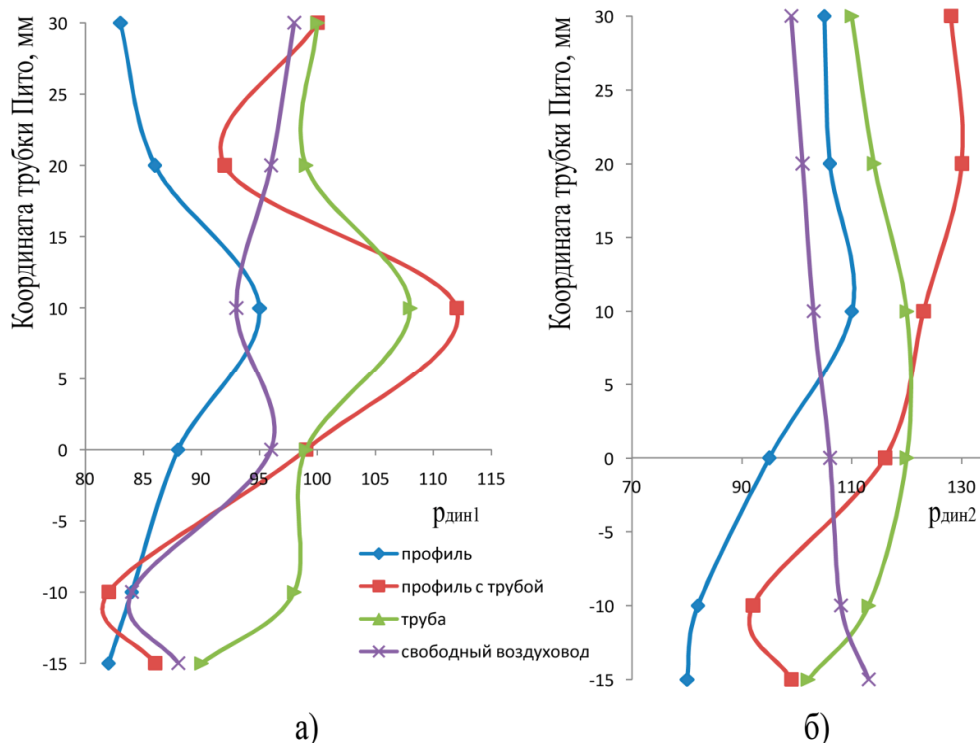 Координата трубки Пито, мм
30
25
20
15
10
5
0
-5
-10
-15
80 85 90 95 100 105 110 115
рдин1
профиль
профиль с трубой
труба
свободный воздуховод
а)
Координата трубки Пито, мм
30
25
20
15
10
5
0
-5
-10
-15
70 90 110 130
рдин2
б)